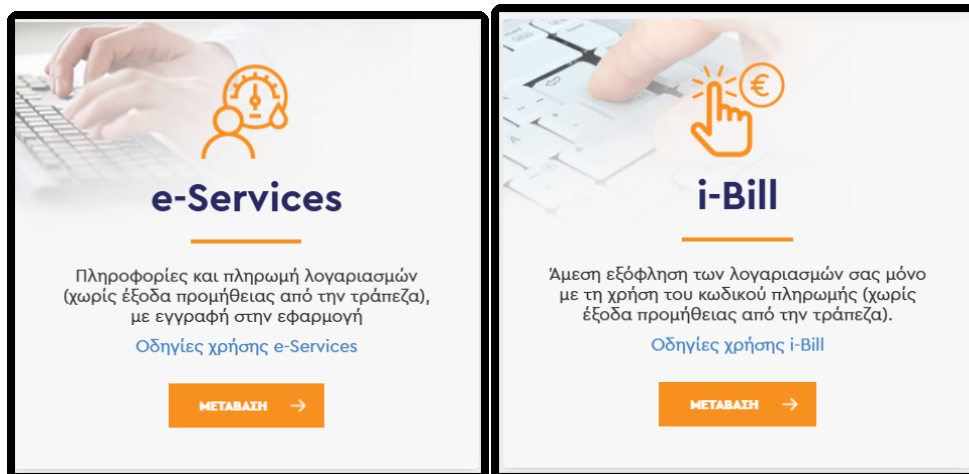 e-Services
Πληροφορίες και πληρωμή λογαριασμών
(χωρίς έξοδα προμήθειας από την τράπεζα),
με εγγραφή στην εφαρμογή
Οδηγίες χρήσης e-Services
ΜΕΤΑΒΑΣΗ →
€
i-Bill
Άμεση εξόφληση των λογαριασμών σας μόνο
με τη χρήση του κωδικού πληρωμής (χωρίς
έξοδα προμήθειας από την τράπεζα).
Οδηγίες χρήσης i-Bill
ΜΕΤΑΒΑΣΗ →